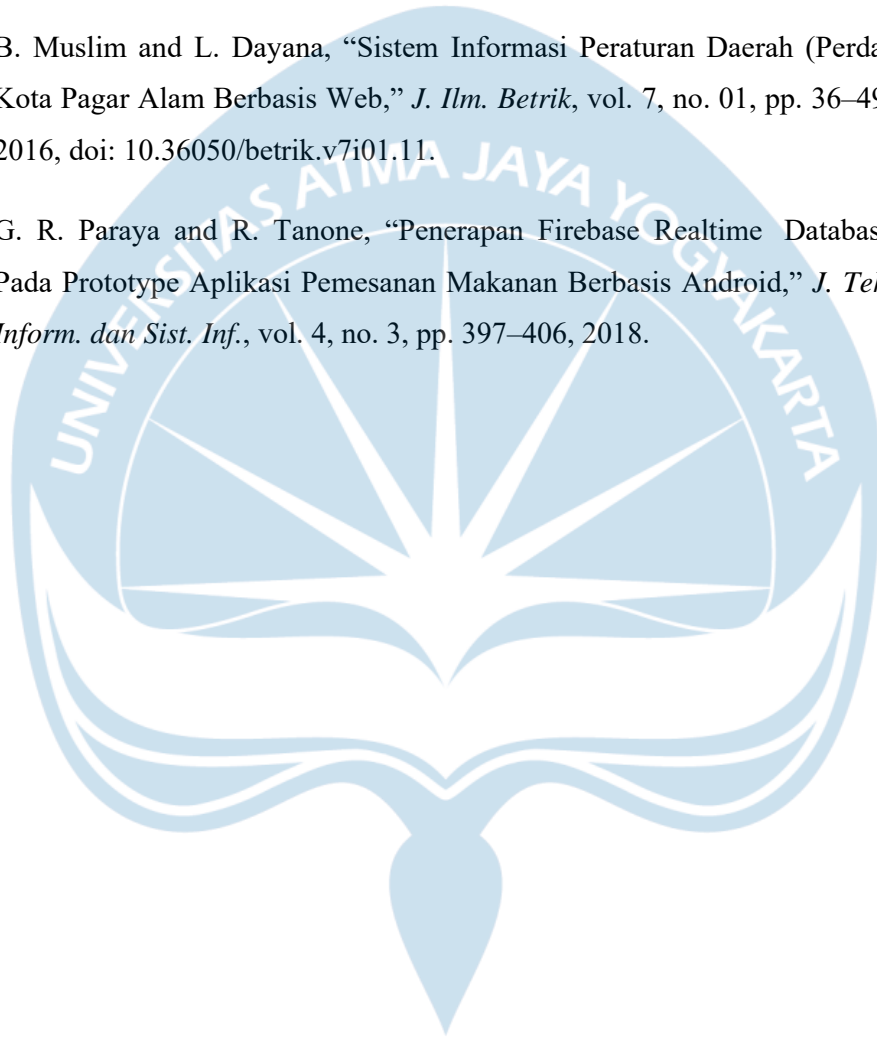 B. Muslim and L. Dayana, “Sistem Informasi Peraturan Daerah (Perda
Kota Pagar Alam Berbasis Web,” J. Ilm. Betrik, vol. 7, no. 01, pp. 36–49
2016, doi: 10.36050/betrik.v7i01.11.
G. R. Paraya and R. Tanone, “Penerapan Firebase Realtime Databas
Pada Prototype Aplikasi Pemesanan Makanan Berbasis Android,” J. Tek
Inform. dan Sist. Inf., vol. 4, no. 3, pp. 397–406, 2018.
UNIVERSITAS ATMA JAYA YOGYAKARTA